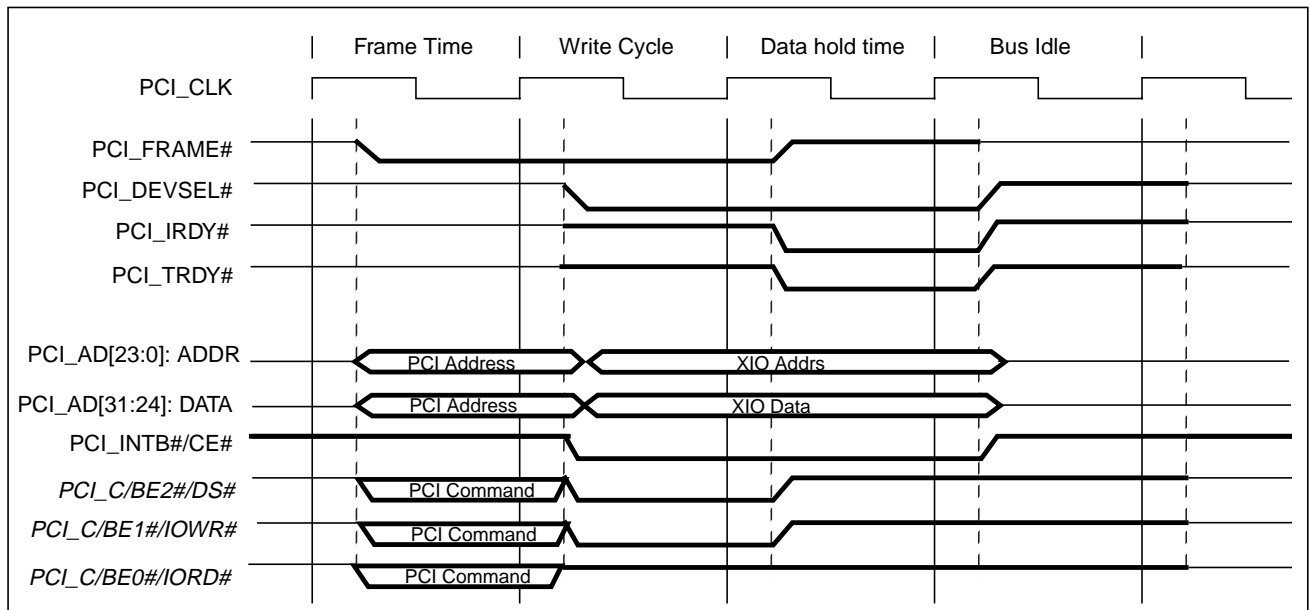 Frame Time Write Cycle Data hold time Bus Idle
PCI_CLK
PCI_FRAME#
PCI_DEVSEL#
PCI_IRDY#
PCI_TRDY#
PCI_AD[23:0]: ADDR PCI Address XIO Addrs
PCI_AD[31:24]: DATA PCI Address XIO Data
PCI_INTB#/CE#
PCI_C/BE2#/DS# PCI Command
PCI_C/BE1#/IOWR# PCI Command
PCI_C/BE0#/IORD# PCI Command